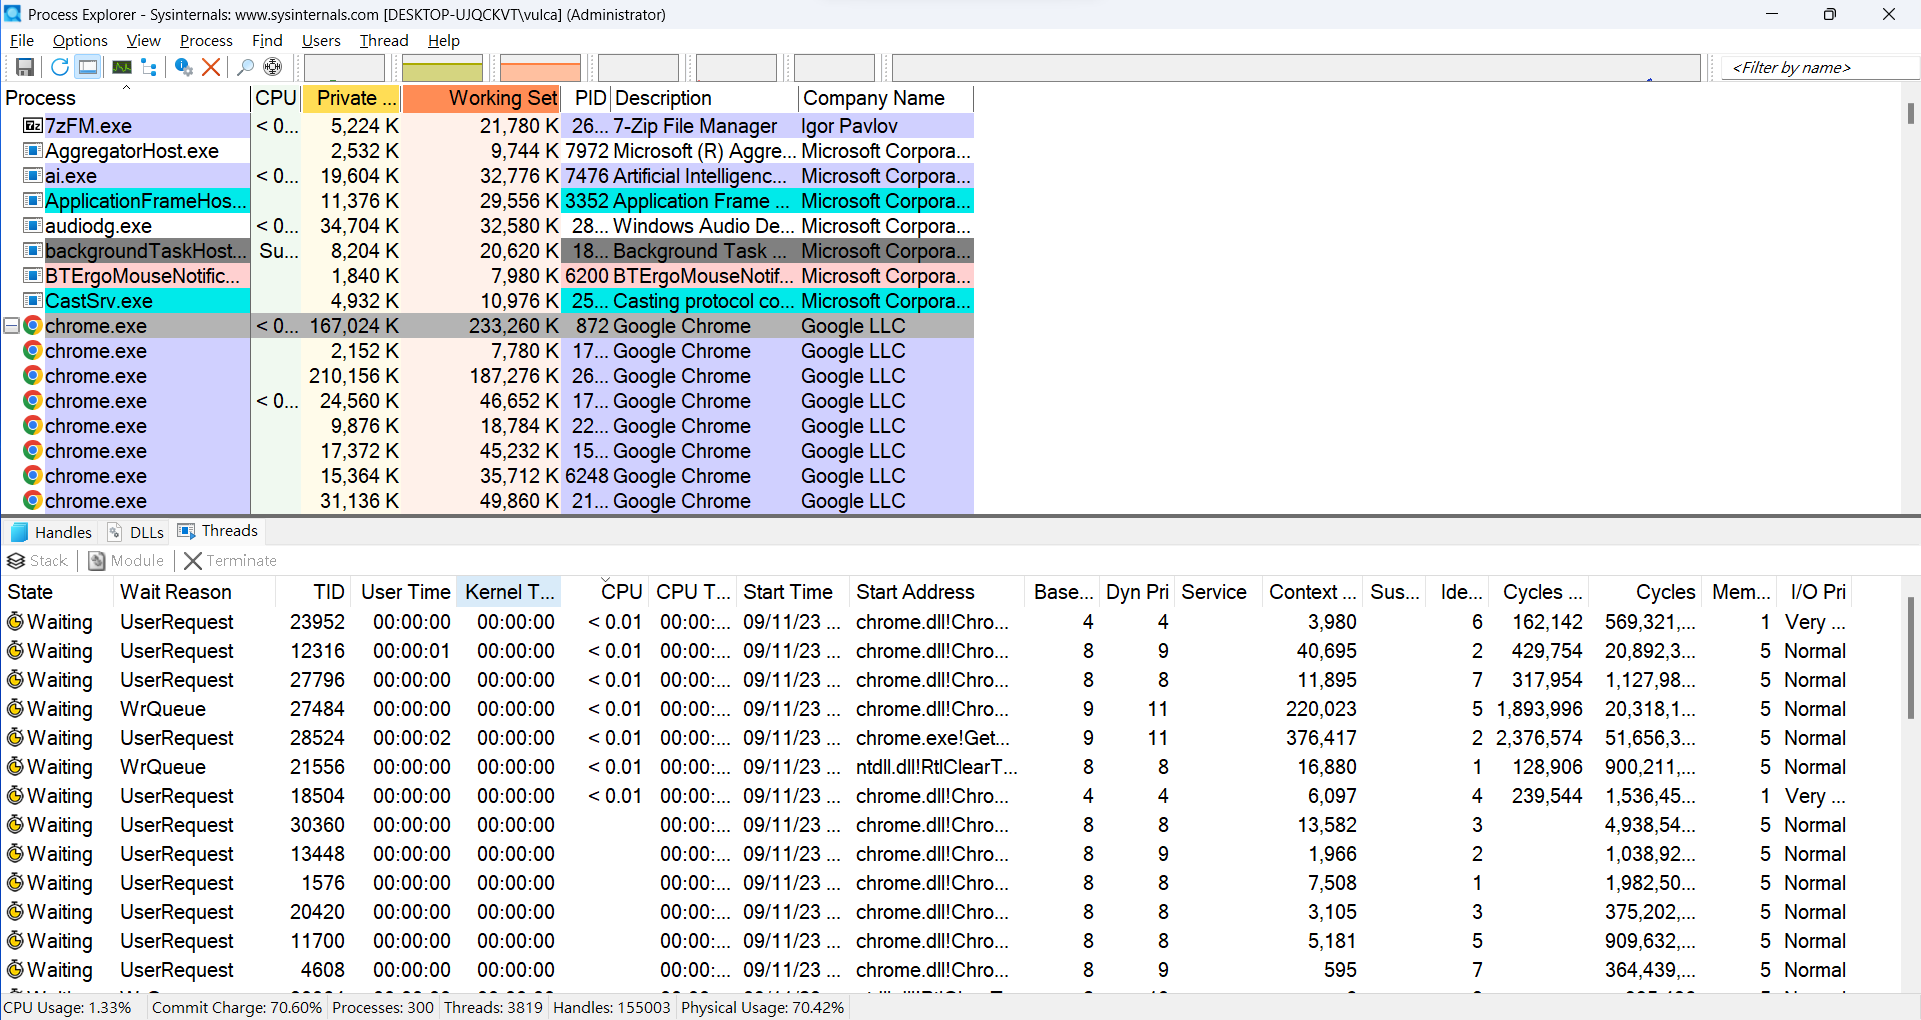 Process Explorer - Sysinternals: www.sysinternals.com [DESKTOP-UJQCKVT\vulca] (Administrator)
File Options View Process Find Users Thread Help
<Filter by name>
Process CPU Private ... Working Set PID Description Company Name
7z 7zFM.exe < 0... 5,224 K 21,780 K 26... 7-Zip File Manager Igor Pavlov
AggregatorHost.exe 2,532 K 9,744 K 7972 Microsoft (R) Aggre... Microsoft Corpora...
ai.exe < 0... 19,604 K 32,776 K 7476 Artificial Intelligenc... Microsoft Corpora...
ApplicationFrameHos... 11,376 K 29,556 K 3352 Application Frame ... Microsoft Corpora...
audiodg.exe < 0... 34,704 K 32,580 K 28... Windows Audio De... Microsoft Corpora...
backgroundTaskHost... Su... 8,204 K 20,620 K 18... Background Task ... Microsoft Corpora...
BTErgoMouseNotific... 1,840 K 7,980 K 6200 BTErgoMouseNotif... Microsoft Corpora...
CastSrv.exe 4,932 K 10,976 K 25... Casting protocol co... Microsoft Corpora...
chrome.exe < 0... 167,024 K 233,260 K 872 Google Chrome Google LLC
chrome.exe 2,152 K 7,780 K 17... Google Chrome Google LLC
chrome.exe 210,156 K 187,276 K 26... Google Chrome Google LLC
chrome.exe < 0... 24,560 K 46,652 K 17... Google Chrome Google LLC
chrome.exe 9,876 K 18,784 K 22... Google Chrome Google LLC
chrome.exe 17,372 K 45,232 K 15... Google Chrome Google LLC
chrome.exe 15,364 K 35,712 K 6248 Google Chrome Google LLC
chrome.exe 31,136 K 49,860 K 21... Google Chrome Google LLC
Handles DLLs Threads
Stack Module Terminate
State Wait Reason TID User Time Kernel T... CPU CPU T... Start Time Start Address Base... Dyn Pri Service Context ... Sus... Ide... Cycles ... Cycles Mem... I/O Pri
Waiting UserRequest 23952 00:00:00 00:00:00 < 0.01 00:00:... 09/11/23 ... chrome.dll!Chro... 4 4 3,980 6 162,142 569,321,... 1 Very ...
Waiting UserRequest 12316 00:00:01 00:00:00 < 0.01 00:00:... 09/11/23 ... chrome.dll!Chro... 8 9 40,695 2 429,754 20,892,3... 5 Normal
Waiting UserRequest 27796 00:00:00 00:00:00 < 0.01 00:00:... 09/11/23 ... chrome.dll!Chro... 8 8 11,895 7 317,954 1,127,98... 5 Normal
Waiting WrQueue 27484 00:00:00 00:00:00 < 0.01 00:00:... 09/11/23 ... chrome.dll!Chro... 9 11 220,023 5 1,893,996 20,318,1... 5 Normal
Waiting UserRequest 28524 00:00:02 00:00:00 < 0.01 00:00:... 09/11/23 ... chrome.exe!Get... 9 11 376,417 2 2,376,574 51,656,3... 5 Normal
Waiting WrQueue 21556 00:00:00 00:00:00 < 0.01 00:00:... 09/11/23 ... ntdll.dll!RtlClearT... 8 8 16,880 1 128,906 900,211,... 5 Normal
Waiting UserRequest 18504 00:00:00 00:00:00 < 0.01 00:00:... 09/11/23 ... chrome.dll!Chro... 4 4 6,097 4 239,544 1,536,45... 1 Very ...
Waiting UserRequest 30360 00:00:00 00:00:00 00:00:... 09/11/23 ... chrome.dll!Chro... 8 8 13,582 3 4,938,54... 5 Normal
Waiting UserRequest 13448 00:00:00 00:00:00 00:00:... 09/11/23 ... chrome.dll!Chro... 8 9 1,966 2 1,038,92... 5 Normal
Waiting UserRequest 1576 00:00:00 00:00:00 00:00:... 09/11/23 ... chrome.dll!Chro... 8 8 7,508 1 1,982,50... 5 Normal
Waiting UserRequest 20420 00:00:00 00:00:00 00:00:... 09/11/23 ... chrome.dll!Chro... 8 8 3,105 3 375,202,... 5 Normal
Waiting UserRequest 11700 00:00:00 00:00:00 00:00:... 09/11/23 ... chrome.dll!Chro... 8 8 5,181 5 909,632,... 5 Normal
Waiting UserRequest 4608 00:00:00 00:00:00 00:00:... 09/11/23 ... chrome.dll!Chro... 8 9 595 7 364,439,... 5 Normal
CPU Usage: 1.33% Commit Charge: 70.60% Processes: 300 Threads: 3819 Handles: 155003 Physical Usage: 70.42%